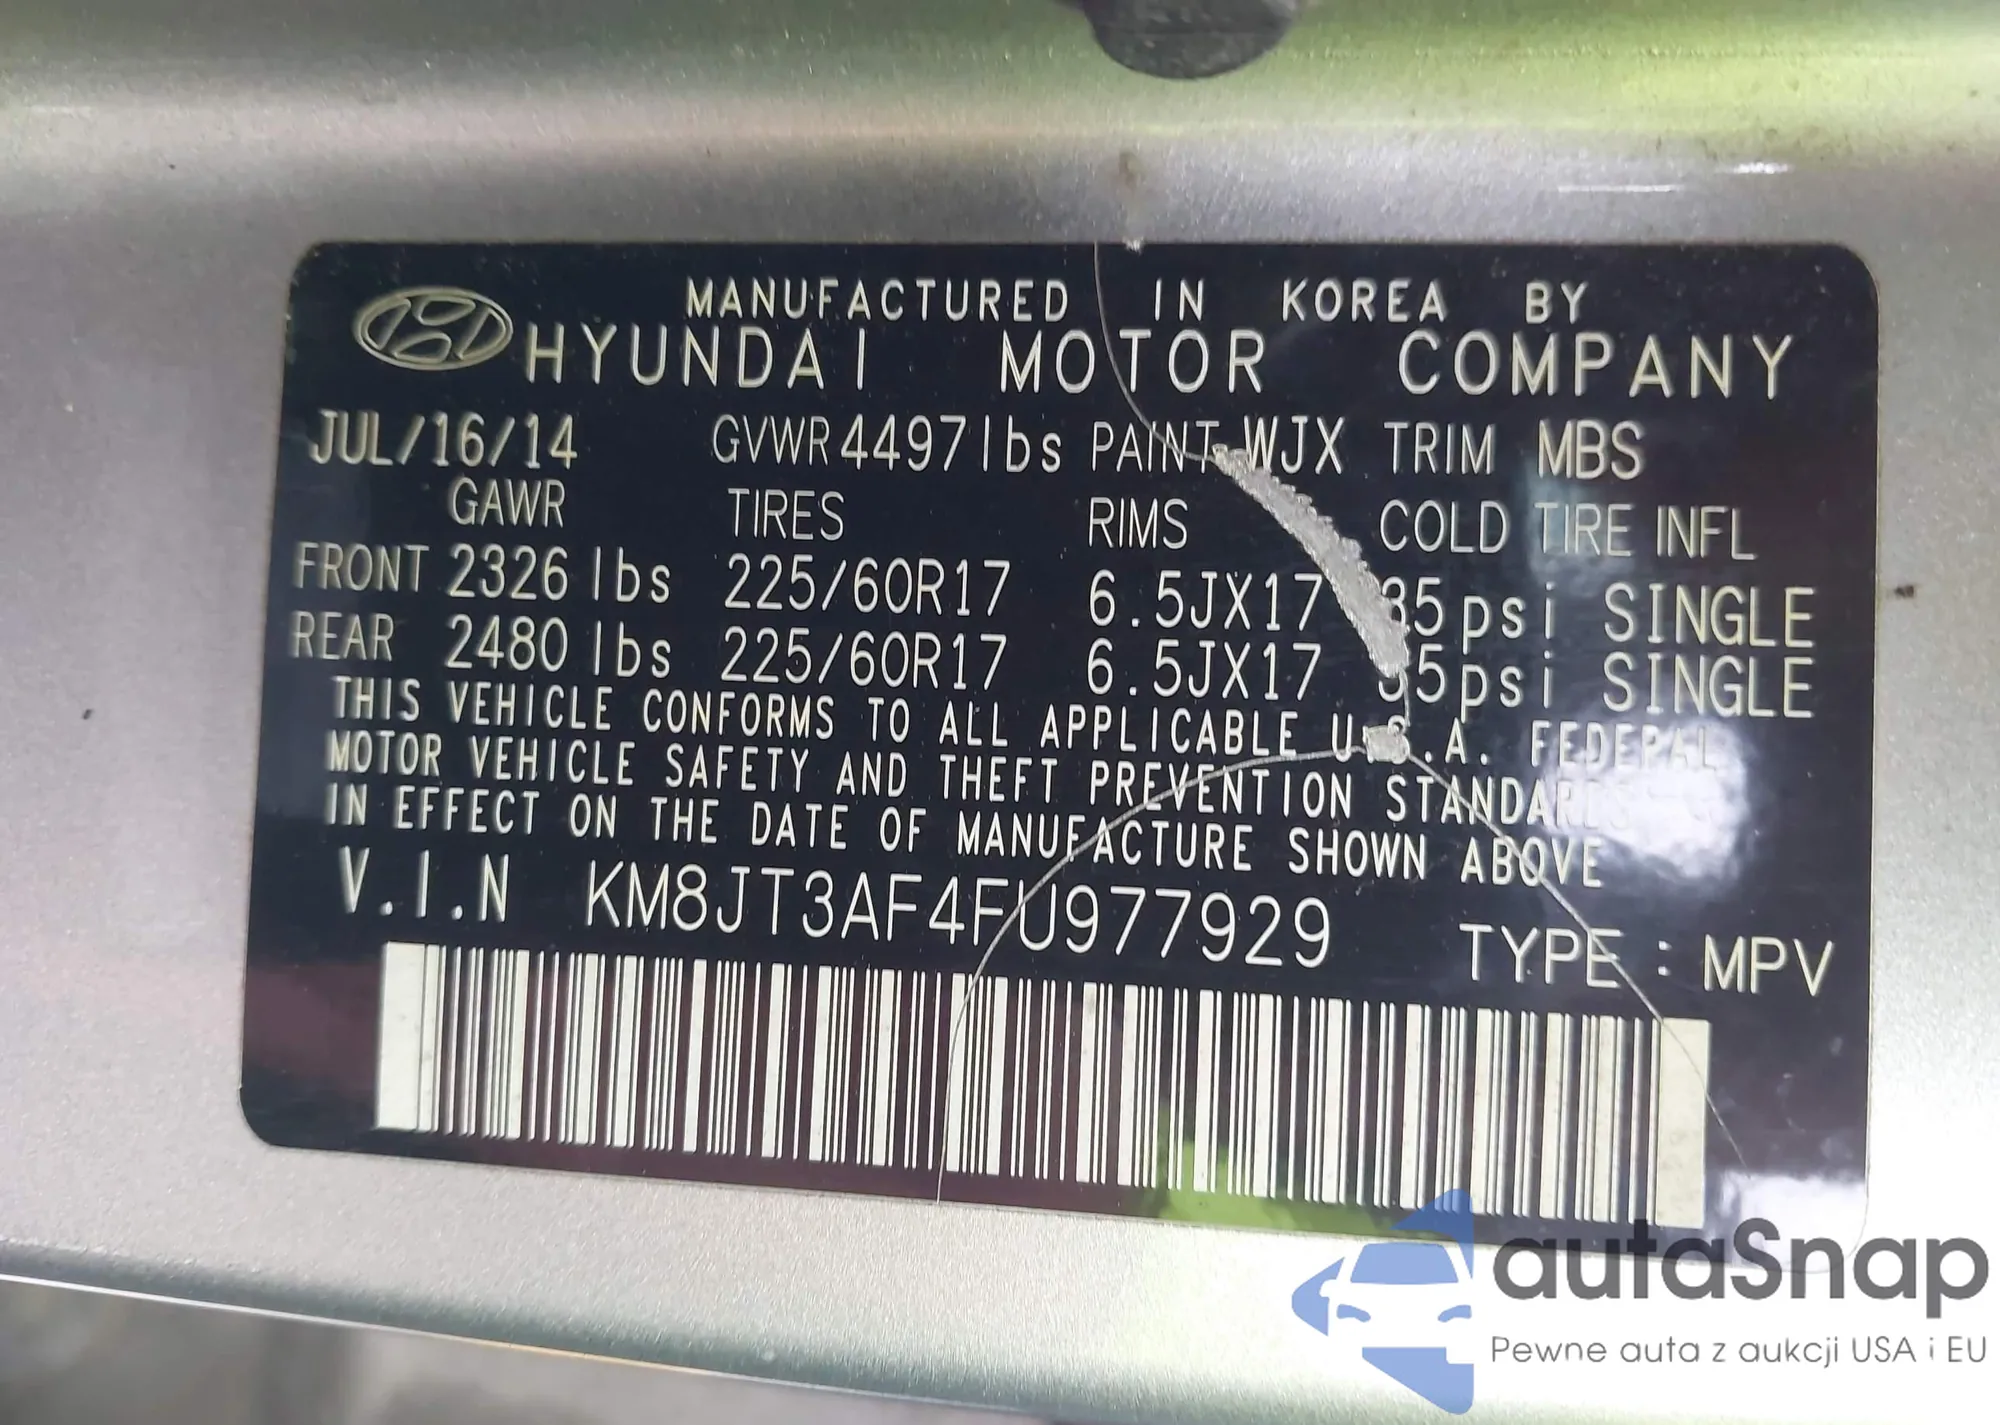 MANUFACTURED IN KOREA BY
HYUNDAI MOTOR COMPANY
JUL/16/14 GVWR 4497lbs PAINT WJX TRIM MBS
GAWR TIRES RIMS COLD TIRE INFL
FRONT 2326 lbs 225/60R17 6.5JX17 35psi SINGLE
REAR 2480 lbs 225/60R17 6.5JX17 35psi SINGLE
THIS VEHICLE CONFORMS TO ALL APPLICABLE U.S.A. FEDERAL
MOTOR VEHICLE SAFETY AND THEFT PREVENTION STANDARDS
IN EFFECT ON THE DATE OF MANUFACTURE SHOWN ABOVE
V.I.N KM8JT3AF4FU977929 TYPE : MPV
autaSnap
Pewne auta z aukcji USA i EU